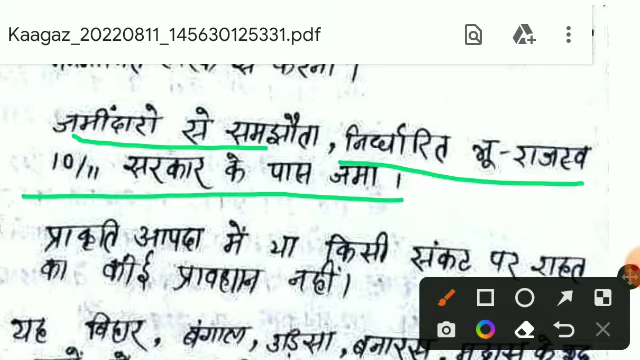 Kaagaz_20220811_145630125331.pdf
जमींदारो से समझौता, निर्धारित भू-राजस्व
10/11 सरकार के पास जमा ।
प्राकृति आपदा में या किसी संकट पर राहत
का कोई प्रावधान नहीं।
यह बिहार, बंगाल, उड़िसा, बनारस,